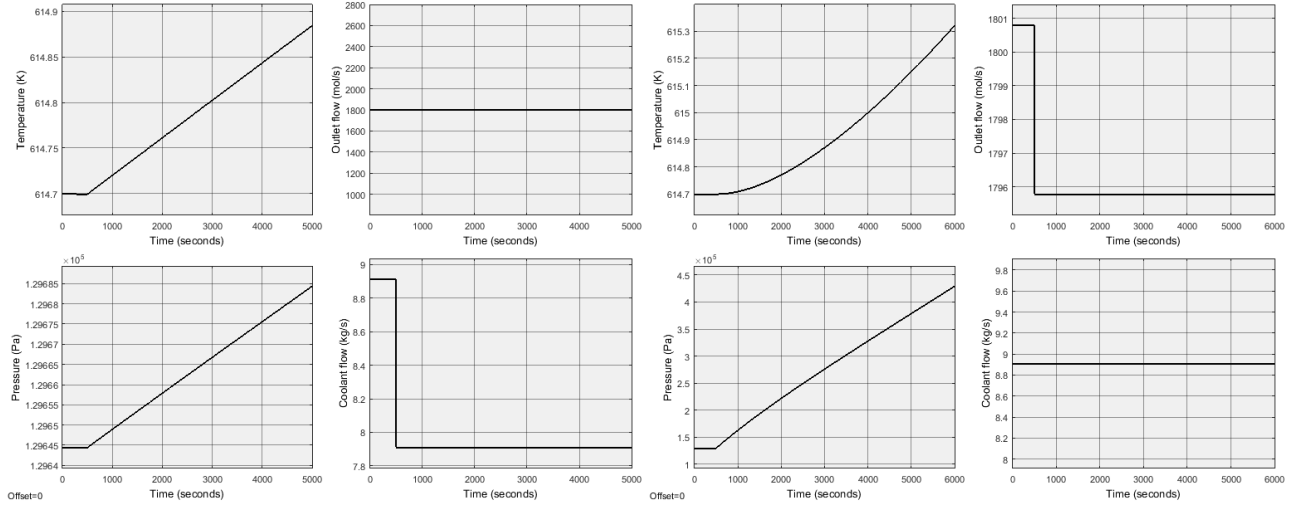 614.9
614.85
614.8
614.75
614.7
Temperature (K)
0 1000 2000 3000 4000 5000
Time (seconds)
2800
2600
2400
2200
2000
1800
1600
1400
1200
1000
Outlet flow (mol/s)
0 1000 2000 3000 4000 5000
Time (seconds)
615.3
615.2
615.1
615
614.9
614.8
614.7
Temperature (K)
0 1000 2000 3000 4000 5000 6000
Time (seconds)
1801
1800
1799
1798
1797
1796
Outlet flow (mol/s)
0 1000 2000 3000 4000 5000 6000
Time (seconds)
×10⁵
1.29685
1.2968
1.29675
1.2967
1.29665
1.2966
1.29655
1.2965
1.29645
1.2964
Pressure (Pa)
0 1000 2000 3000 4000 5000
Time (seconds)
Offset=0
9
8.8
8.6
8.4
8.2
8
7.8
Coolant flow (kg/s)
0 1000 2000 3000 4000 5000
Time (seconds)
×10⁵
4.5
4
3.5
3
2.5
2
1.5
1
Pressure (Pa)
0 1000 2000 3000 4000 5000 6000
Time (seconds)
Offset=0
9.8
9.6
9.4
9.2
9
8.8
8.6
8.4
8.2
8
Coolant flow (kg/s)
0 1000 2000 3000 4000 5000 6000
Time (seconds)